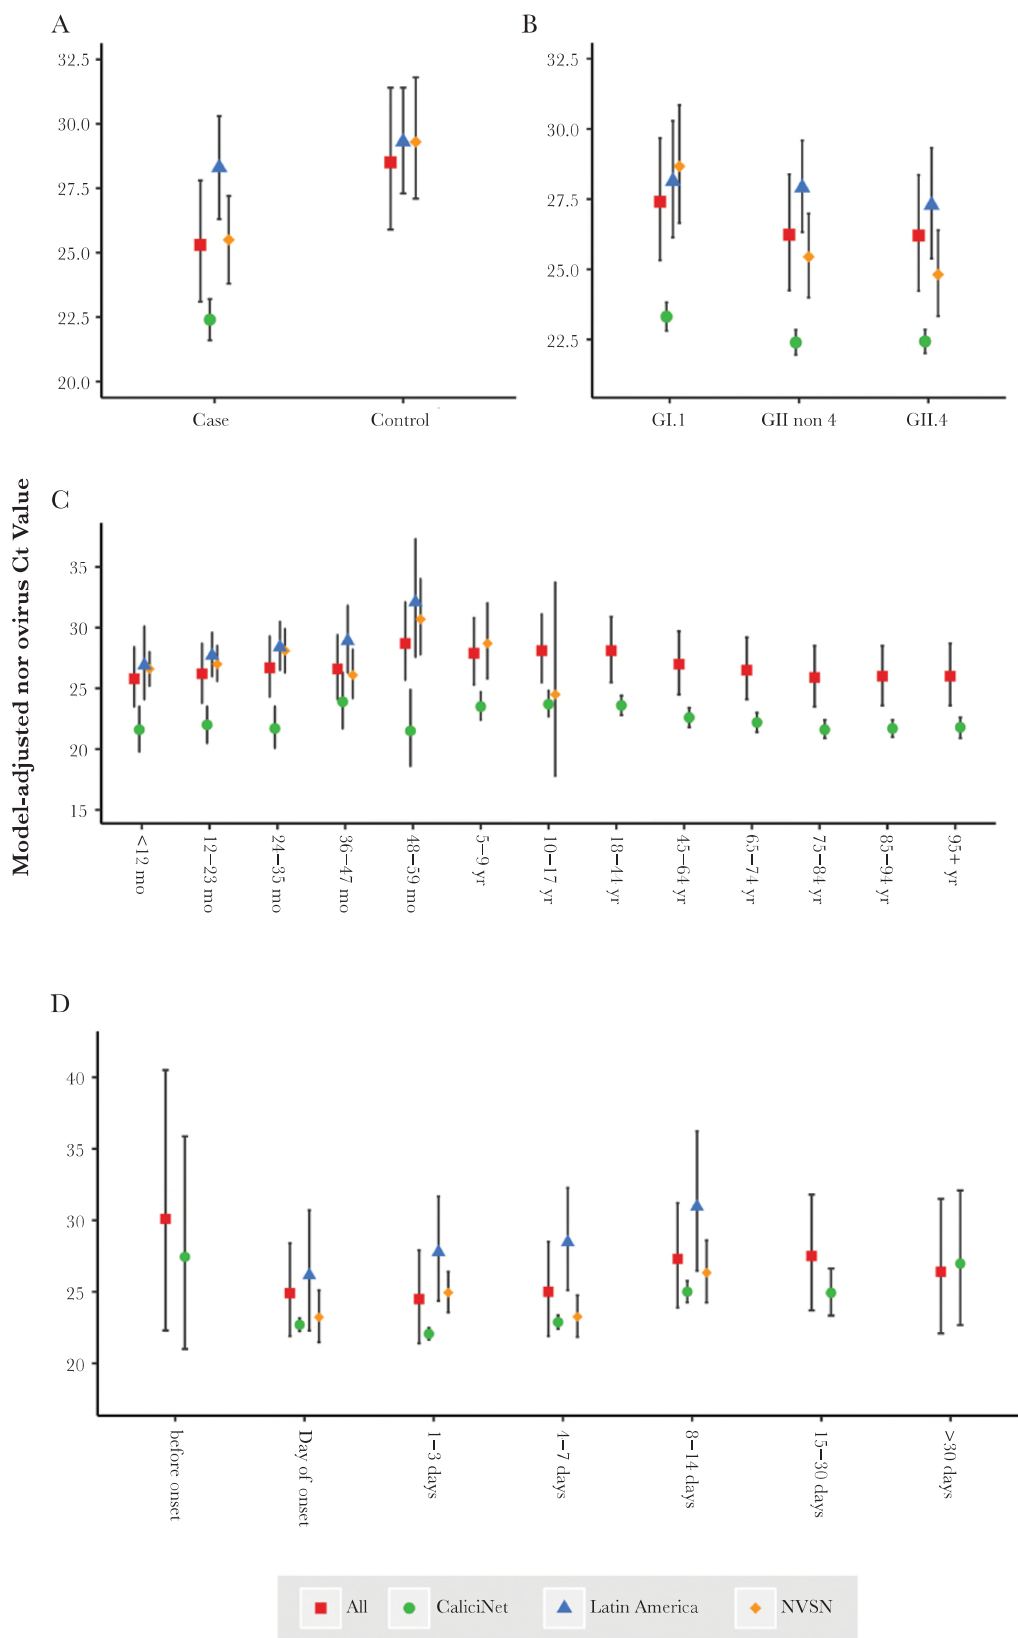 A
B
32.5
30.0
27.5
25.0
22.5
20.0
Case
Control
32.5
30.0
27.5
25.0
22.5
GI.1
GII non 4
GII.4
Model-adjusted nor ovirus Ct Value
C
35
30
25
20
15
<12 mo
12–23 mo
24–35 mo
36–47 mo
48–59 mo
5–9 yr
10–17 yr
18–44 yr
45–64 yr
65–74 yr
75–84 yr
85–94 yr
95+ yr
D
40
35
30
25
20
before onset
Day of onset
1–3 days
4–7 days
8–14 days
15–30 days
>30 days
All
CaliciNet
Latin America
NVSN